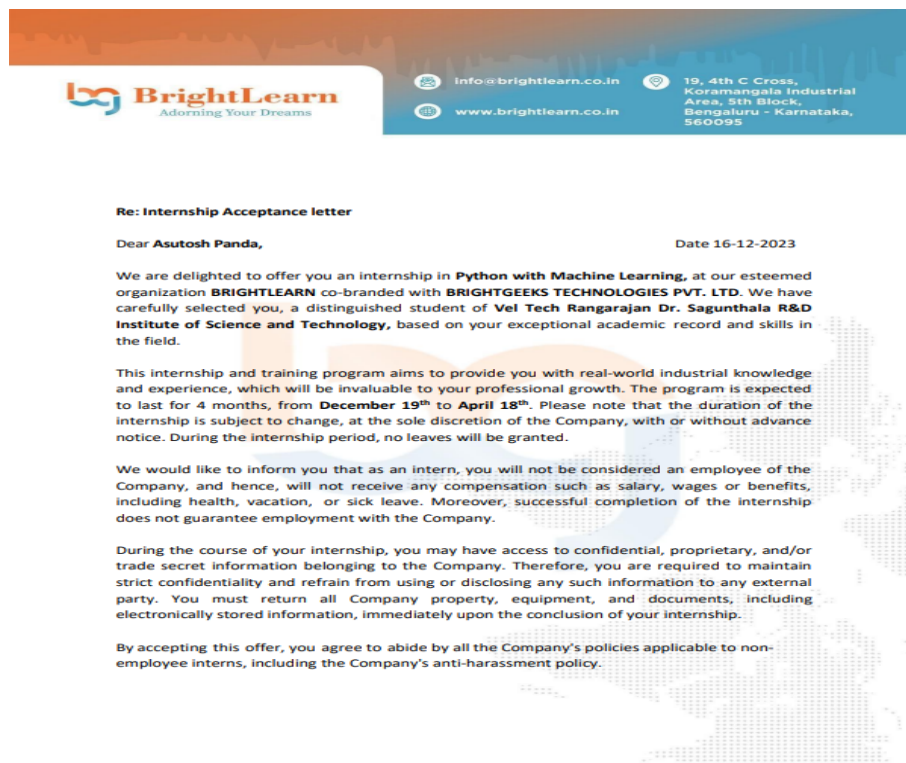 BrightLearn
Adorning Your Dreams
info@brightlearn.co.in
www.brightlearn.co.in
19, 4th C Cross,
Koramangala Industrial
Area, 5th Block,
Bengaluru - Karnataka,
560095
Re: Internship Acceptance letter
Dear Asutosh Panda, Date 16-12-2023
We are delighted to offer you an internship in Python with Machine Learning, at our esteemed
organization BRIGHTLEARN co-branded with BRIGHTGEEKS TECHNOLOGIES PVT. LTD. We have
carefully selected you, a distinguished student of Vel Tech Rangarajan Dr. Sagunthala R&D
Institute of Science and Technology, based on your exceptional academic record and skills in
the field.
This internship and training program aims to provide you with real-world industrial knowledge
and experience, which will be invaluable to your professional growth. The program is expected
to last for 4 months, from December 19th to April 18th. Please note that the duration of the
internship is subject to change, at the sole discretion of the Company, with or without advance
notice. During the internship period, no leaves will be granted.
We would like to inform you that as an intern, you will not be considered an employee of the
Company, and hence, will not receive any compensation such as salary, wages or benefits,
including health, vacation, or sick leave. Moreover, successful completion of the internship
does not guarantee employment with the Company.
During the course of your internship, you may have access to confidential, proprietary, and/or
trade secret information belonging to the Company. Therefore, you are required to maintain
strict confidentiality and refrain from using or disclosing any such information to any external
party. You must return all Company property, equipment, and documents, including
electronically stored information, immediately upon the conclusion of your internship.
By accepting this offer, you agree to abide by all the Company's policies applicable to non-
employee interns, including the Company's anti-harassment policy.